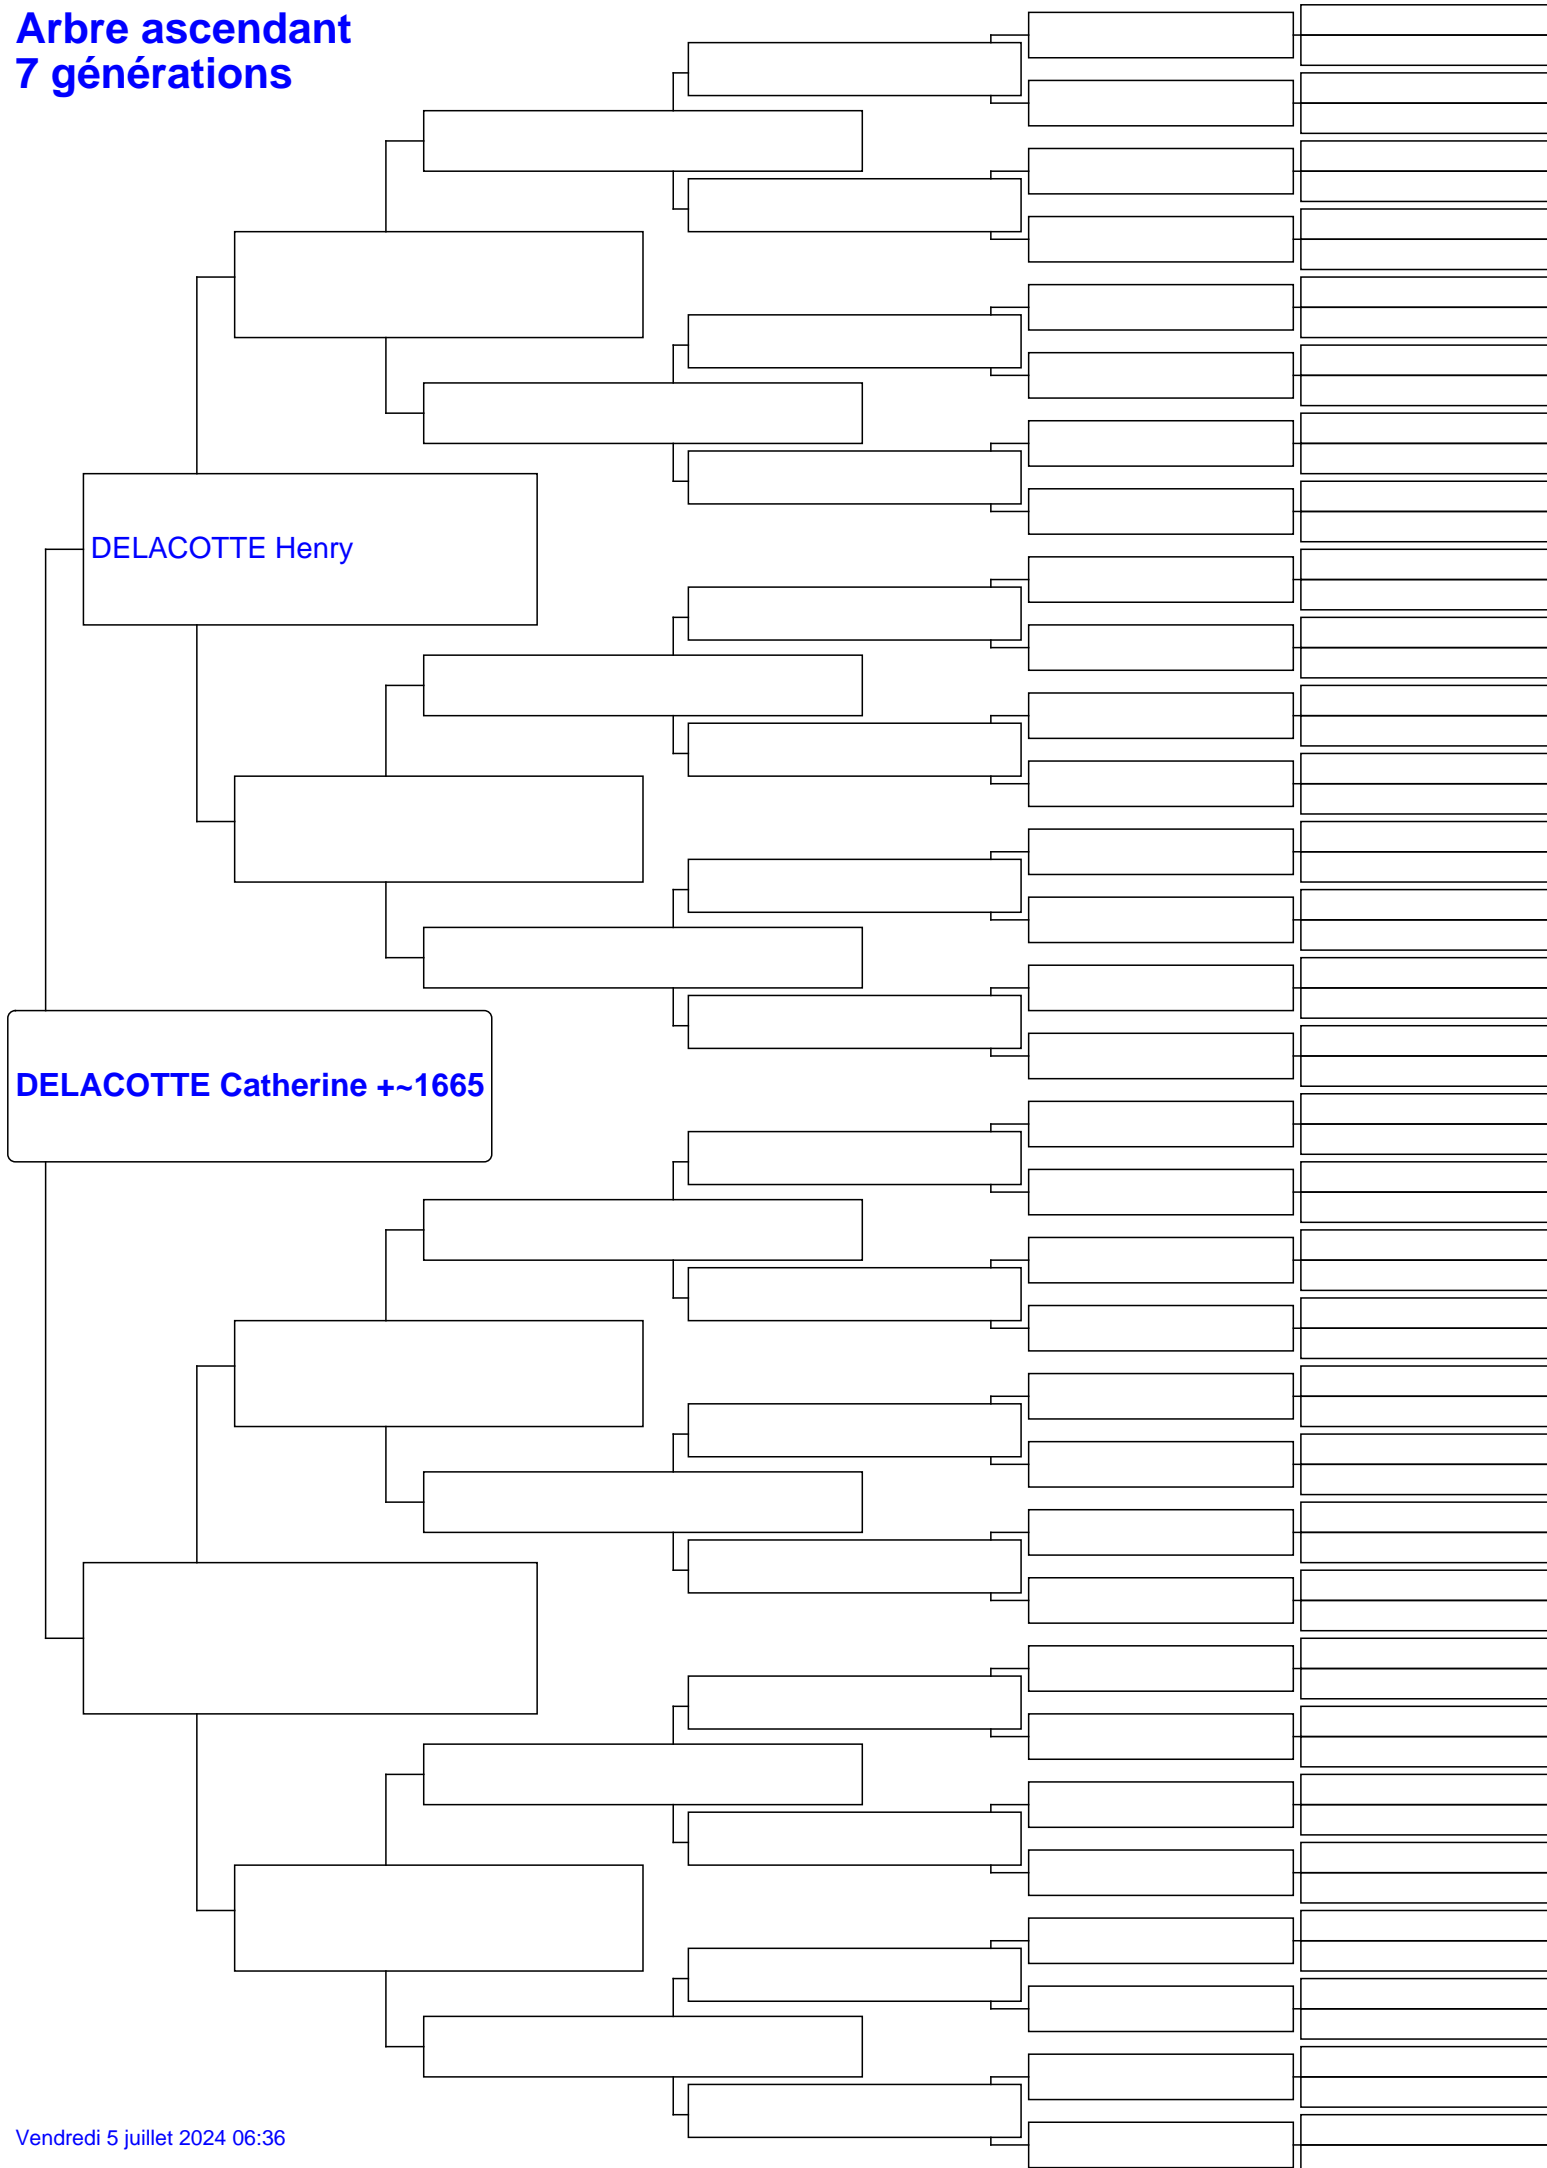 Arbre ascendant
7 générations
DELACOTTE Henry
DELACOTTE Catherine +~1665
Vendredi 5 juillet 2024 06:36